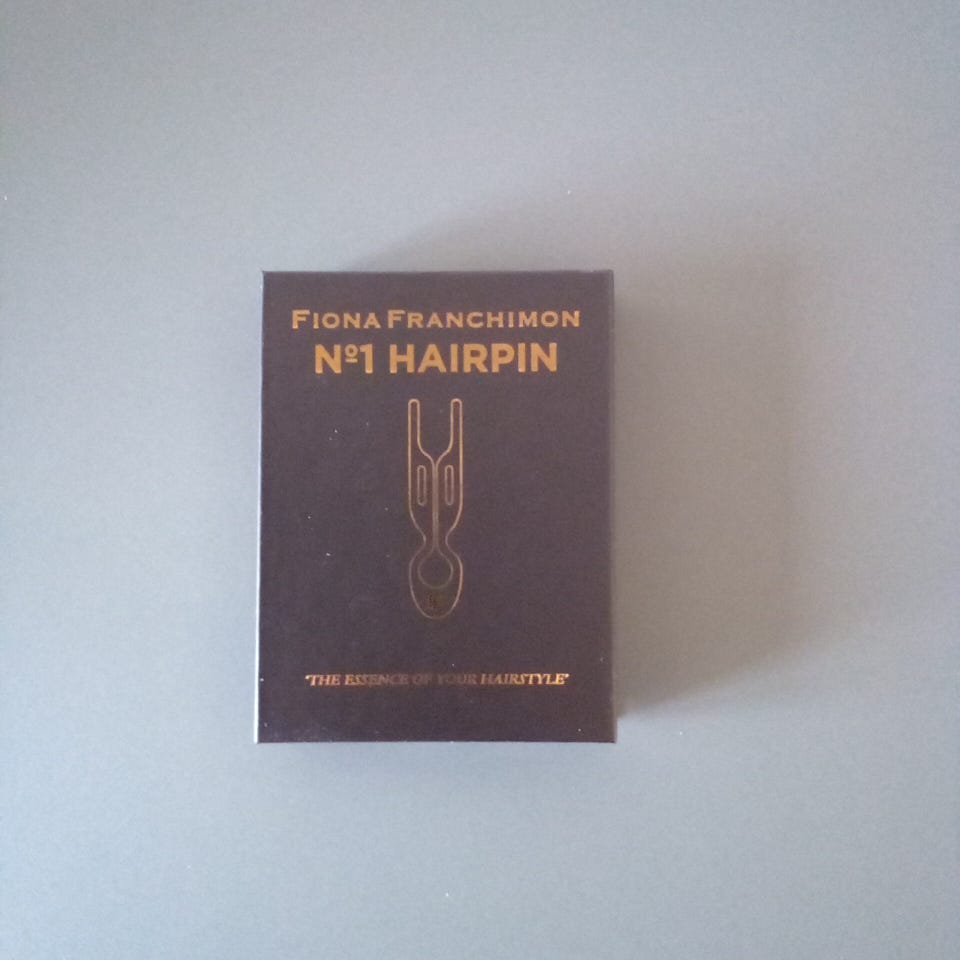 FIONA FRANCHIMON
Nº1 HAIRPIN
"THE ESSENCE OF YOUR HAIRSTYLE"